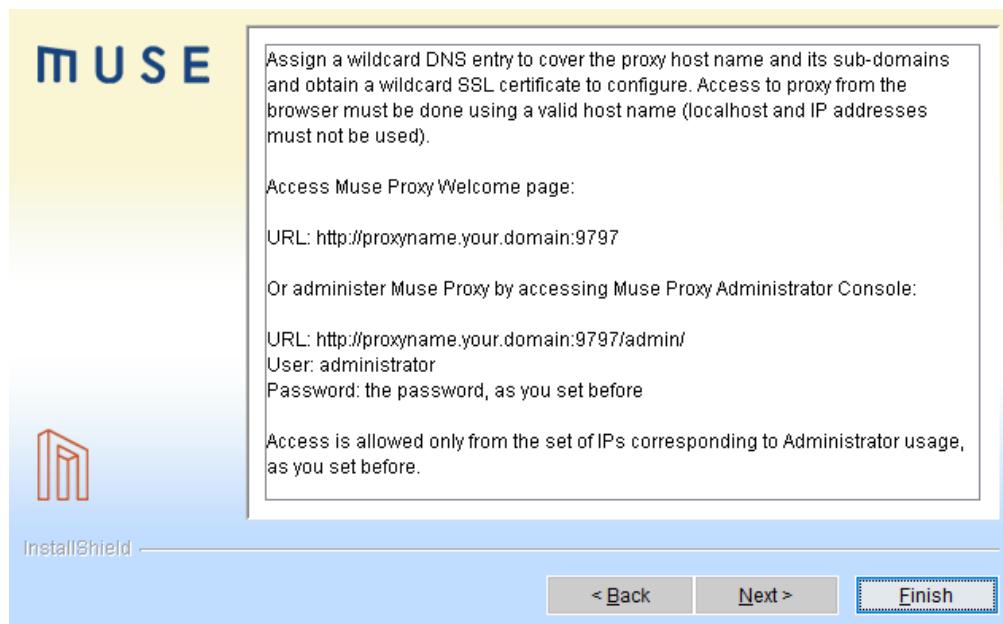 MUSE
Assign a wildcard DNS entry to cover the proxy host name and its sub-domains
and obtain a wildcard SSL certificate to configure. Access to proxy from the
browser must be done using a valid host name (localhost and IP addresses
must not be used).
Access Muse Proxy Welcome page:
URL: http://proxyname.your.domain:9797
Or administer Muse Proxy by accessing Muse Proxy Administrator Console:
URL: http://proxyname.your.domain:9797/admin/
User: administrator
Password: the password, as you set before
Access is allowed only from the set of IPs corresponding to Administrator usage,
as you set before.
InstallShield
< Back Next > Finish